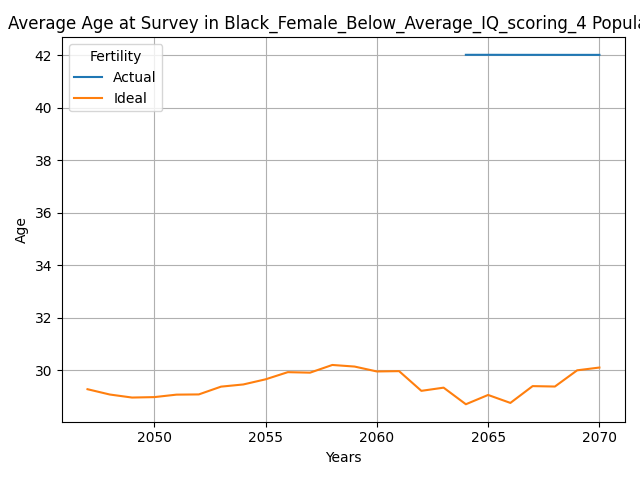 Average Age at Survey in Black_Female_Below_Average_IQ_scoring_4 Popula
Fertility
Actual
Ideal
42
40
38
36
34
32
30
Age
2050 2055 2060 2065 2070
Years